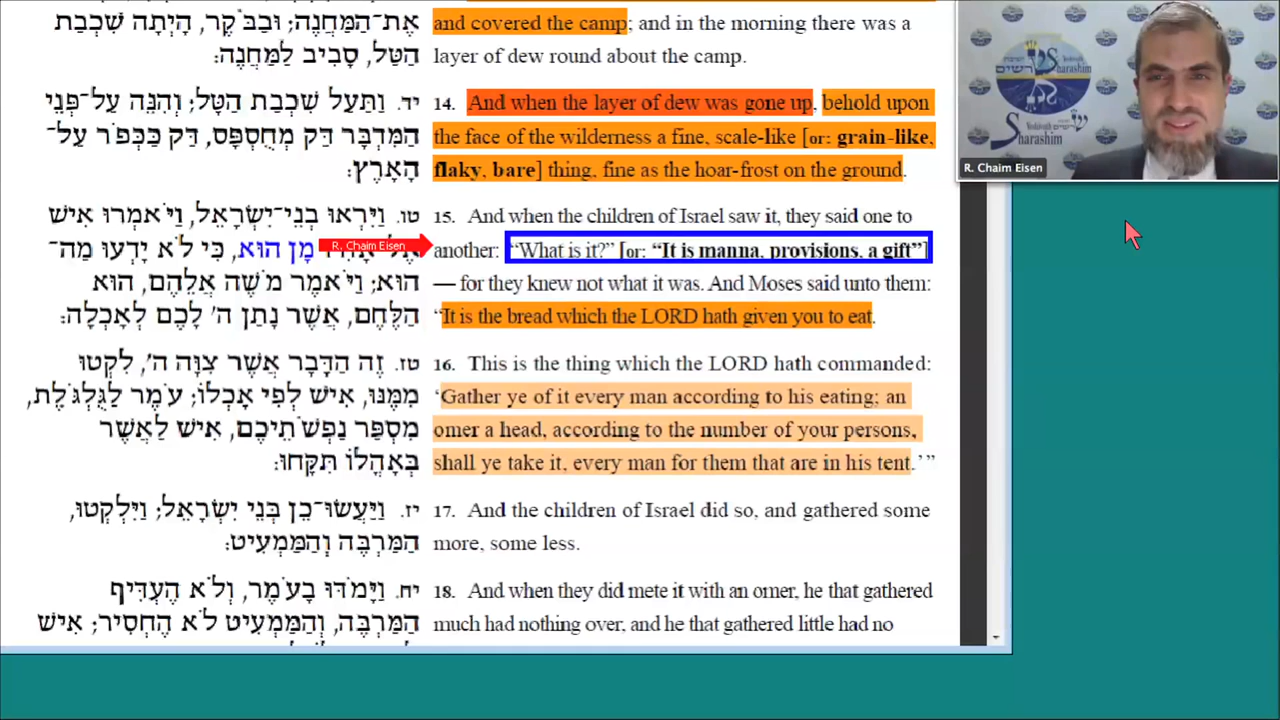 אֶת־הַמַּחֲנֶה; וּבַבֹּקֶר, הָיְתָה שִׁכְבַת
הַטַּל, סָבִיב לַמַּחֲנֶה:
יד. וַתַּעַל שִׁכְבַת הַטָּל; וְהִנֵּה עַל־פְּנֵי
הַמִּדְבָּר דַּק מְחֻסְפָּס, דַּק כַּכְּפֹר עַל־
הָאָרֶץ:
טו. וַיִּרְאוּ בְנֵי־יִשְׂרָאֵל, וַיֹּאמְרוּ אִישׁ
מָן הוּא, כִּי לֹא יָדְעוּ מַה־
הוּא; וַיֹּאמֶר מֹשֶׁה אֲלֵהֶם, הוּא
הַלֶּחֶם, אֲשֶׁר נָתַן ה' לָכֶם לְאָכְלָה:
טז. זֶה הַדָּבָר אֲשֶׁר צִוָּה ה', לִקְטוּ
מִמֶּנּוּ, אִישׁ לְפִי אָכְלוֹ; עֹמֶר לַגֻּלְגֹּלֶת,
מִסְפַּר נַפְשֹׁתֵיכֶם, אִישׁ לַאֲשֶׁר
בְּאָהֳלוֹ תִּקָּחוּ:
יז. וַיַּעֲשׂוּ־כֵן בְּנֵי יִשְׂרָאֵל; וַיִּלְקְטוּ,
הַמַּרְבֶּה וְהַמַּמְעִיט:
יח. וַיָּמֹדּוּ בָעֹמֶר, וְלֹא הֶעְדִּיף
הַמַּרְבֶּה, וְהַמַּמְעִיט לֹא הֶחְסִיר; אִישׁ
and covered the camp; and in the morning there was a
layer of dew round about the camp.
14. And when the layer of dew was gone up, behold upon
the face of the wilderness a fine, scale-like [or: grain-like,
flaky, bare] thing, fine as the hoar-frost on the ground.
15. And when the children of Israel saw it, they said one to
another: “What is it?” [or: “It is manna, provisions, a gift”]
— for they knew not what it was. And Moses said unto them:
“It is the bread which the LORD hath given you to eat.
16. This is the thing which the LORD hath commanded:
‘Gather ye of it every man according to his eating; an
omer a head, according to the number of your persons,
shall ye take it, every man for them that are in his tent.’”
17. And the children of Israel did so, and gathered some
more, some less.
18. And when they did mete it with an omer, he that gathered
much had nothing over, and he that gathered little had no
R. Chaim Eisen
שרשים
Sharashim
Yeshivath שרשים
Sharashim
R. Chaim Eisen